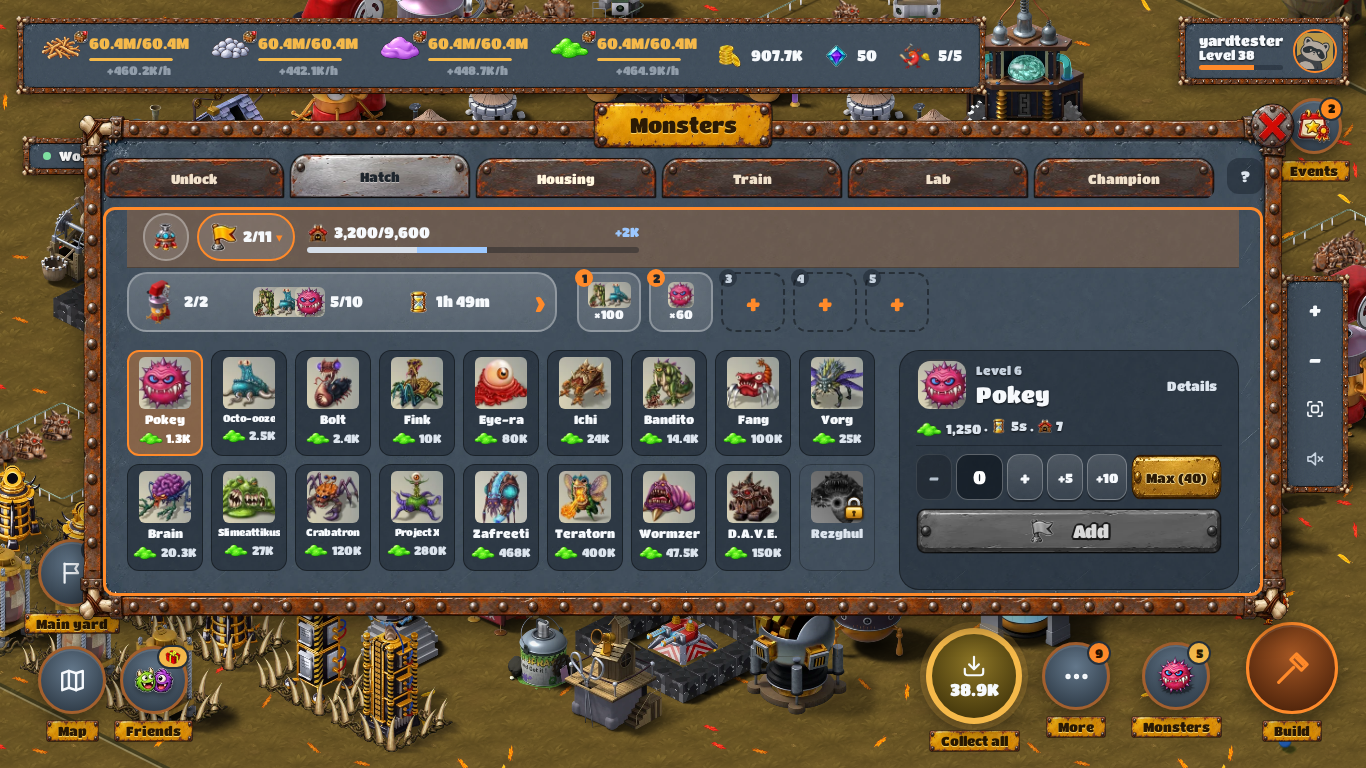 60.4M/60.4M
+460.2K/h
60.4M/60.4M
+442.1K/h
60.4M/60.4M
+448.7K/h
60.4M/60.4M
+464.9K/h
907.7K
50
5/5
yardtester
Level 38
Monsters
2
Events
Wo
Unlock
Hatch
Housing
Train
Lab
Champion
?
2/11
3,200/9,600
+2K
2/2
5/10
1h 49m
1
×100
2
×60
3
+
4
+
5
+
Pokey
1.3K
Octo-ooze
2.5K
Bolt
2.4K
Fink
10K
Eye-ra
80K
Ichi
24K
Bandito
14.4K
Fang
100K
Vorg
25K
Brain
20.3K
Slimeattikus
27K
Crabatron
120K
Project X
280K
Zafreeti
468K
Teratorn
400K
Wormzer
47.5K
D.A.V.E.
150K
Rezghul
Level 6
Pokey
Details
1,250 · 5s · 7
- 0 + +5 +10 Max (40)
Add
+
-
Main yard
Map
Friends
38.9K
Collect all
9
More
5
Monsters
Build